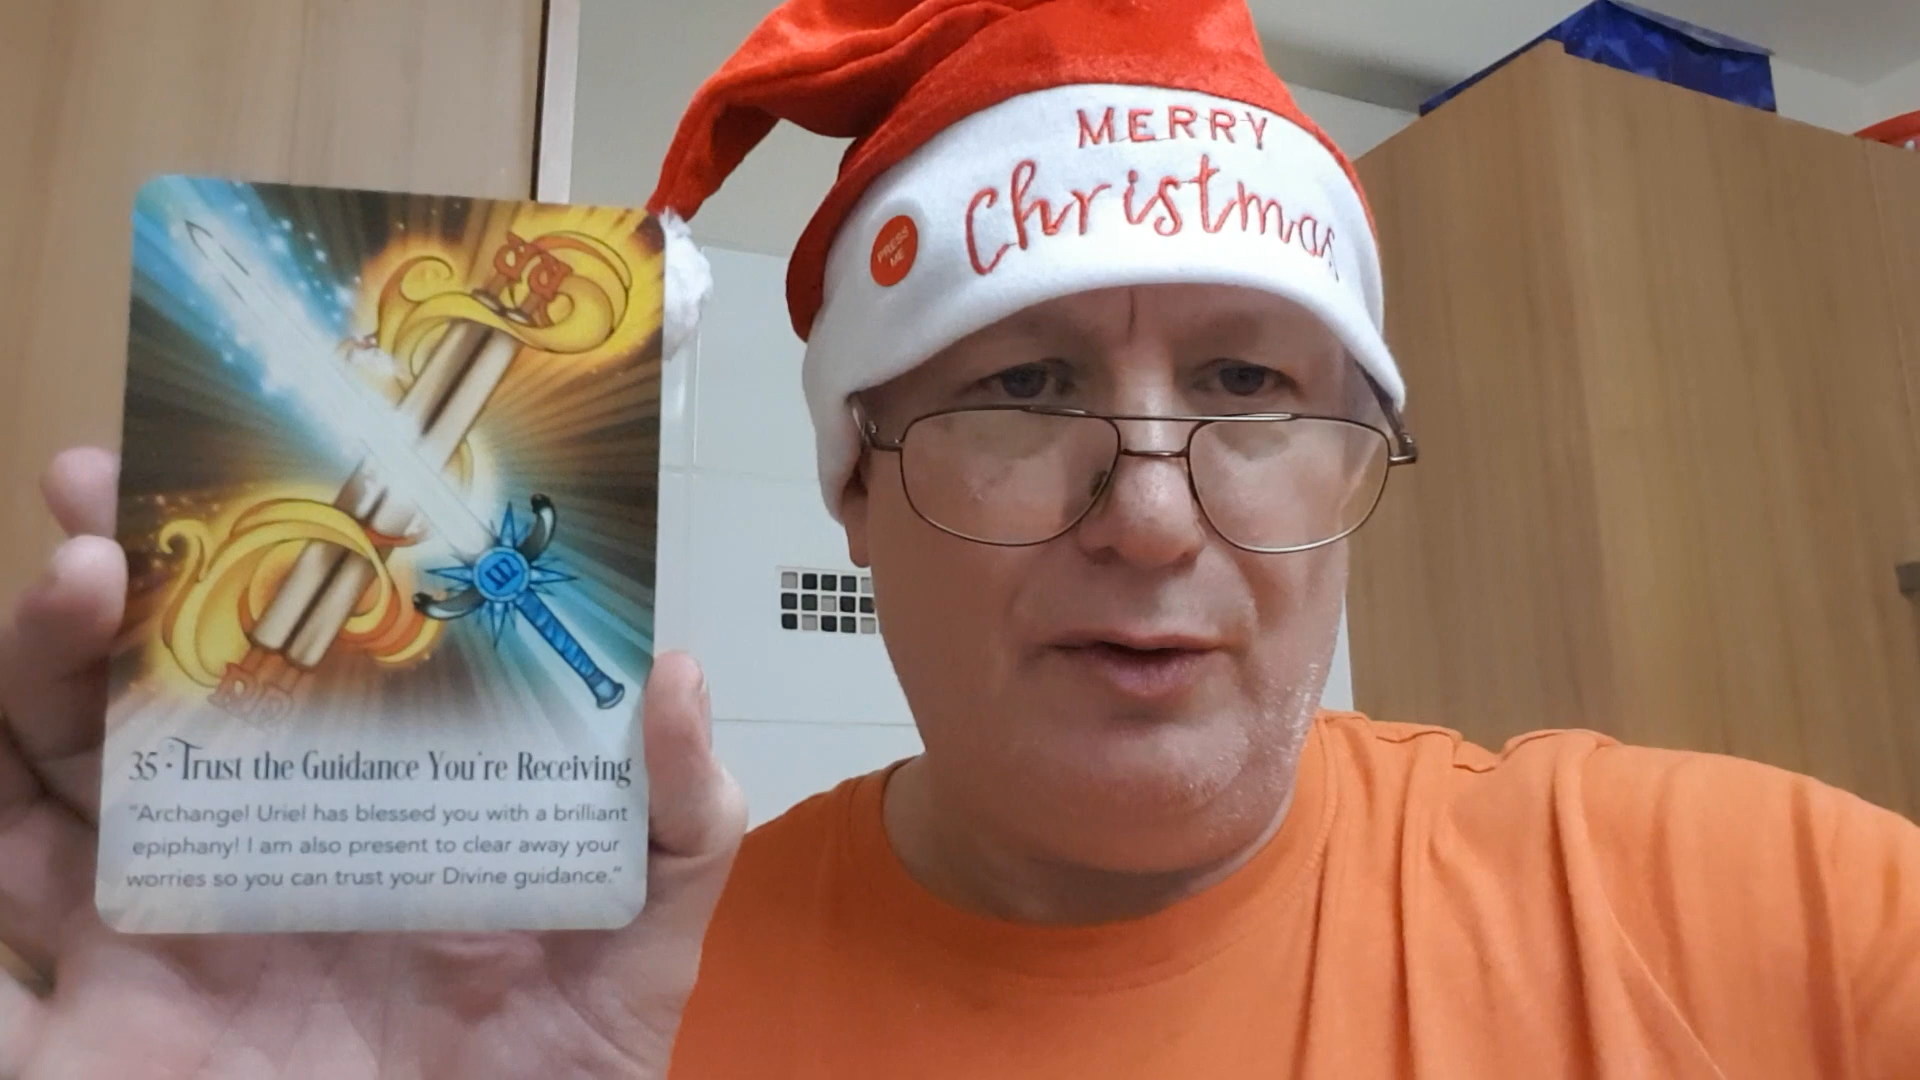 MERRY
Christmas
PRESS
ME
35 • Trust the Guidance You're Receiving
"Archangel Uriel has blessed you with a brilliant
epiphany! I am also present to clear away your
worries so you can trust your Divine guidance."